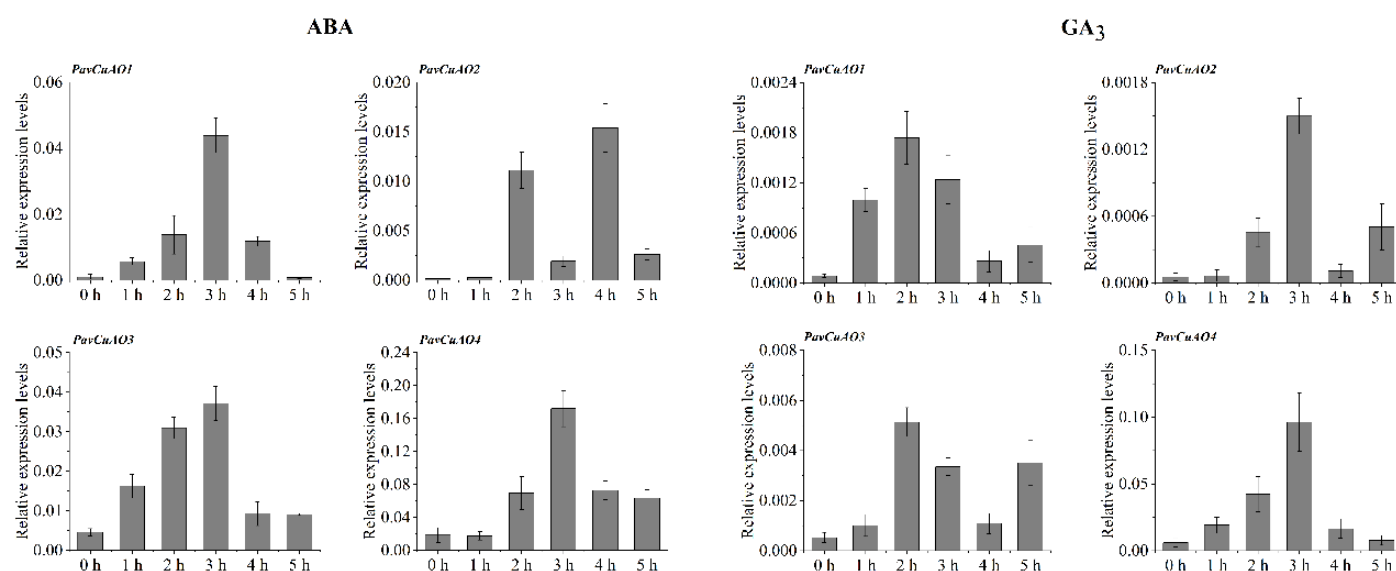 ABA
GA3
PavCuAO1
Relative expression levels
0.06
0.04
0.02
0.00
0 h 1 h 2 h 3 h 4 h 5 h
PavCuAO2
Relative expression levels
0.020
0.015
0.010
0.005
0.000
0 h 1 h 2 h 3 h 4 h 5 h
PavCuAO1
Relative expression levels
0.0024
0.0018
0.0012
0.0006
0.0000
0 h 1 h 2 h 3 h 4 h 5 h
PavCuAO2
Relative expression levels
0.0018
0.0012
0.0006
0.0000
0 h 1 h 2 h 3 h 4 h 5 h
PavCuAO3
Relative expression levels
0.05
0.04
0.03
0.02
0.01
0.00
0 h 1 h 2 h 3 h 4 h 5 h
PavCuAO4
Relative expression levels
0.24
0.20
0.16
0.12
0.08
0.04
0.00
0 h 1 h 2 h 3 h 4 h 5 h
PavCuAO3
Relative expression levels
0.008
0.006
0.004
0.002
0.000
0 h 1 h 2 h 3 h 4 h 5 h
PavCuAO4
Relative expression levels
0.15
0.10
0.05
0.00
0 h 1 h 2 h 3 h 4 h 5 h